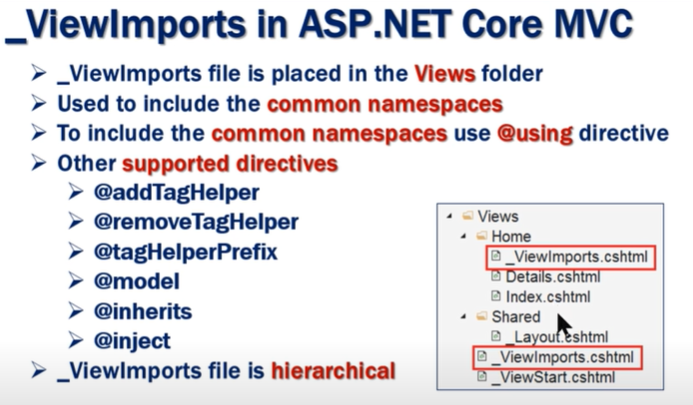 _ViewImports in ASP.NET Core MVC
_ViewImports file is placed in the Views folder
Used to include the common namespaces
To include the common namespaces use @using directive
Other supported directives
@addTagHelper
@removeTagHelper
@tagHelperPrefix
@model
@inherits
@inject
_ViewImports file is hierarchical
Views
Home
_ViewImports.cshtml
Details.cshtml
Index.cshtml
Shared
_Layout.cshtml
_ViewImports.cshtml
_ViewStart.cshtml